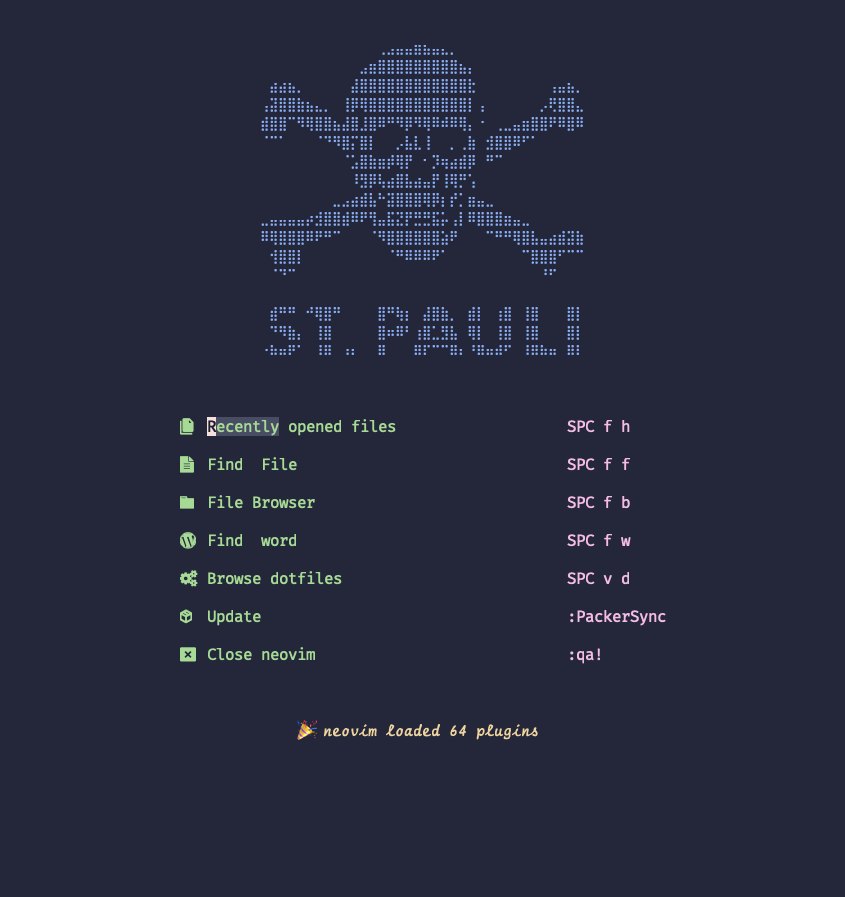 ST. PAULI
Recently opened files SPC f h
Find  File SPC f f
File Browser SPC f b
Find  word SPC f w
Browse dotfiles SPC v d
Update :PackerSync
Close neovim :qa!
🎉 neovim loaded 64 plugins